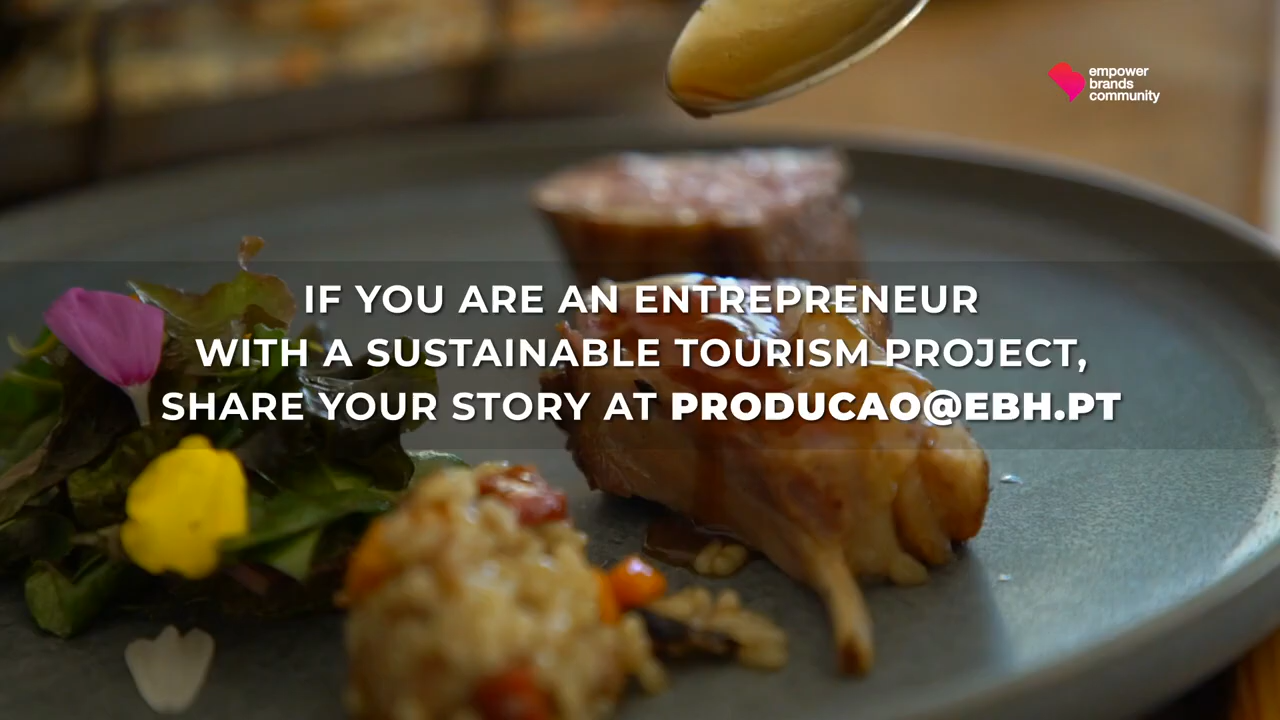 empower
brands
community
IF YOU ARE AN ENTREPRENEUR
WITH A SUSTAINABLE TOURISM PROJECT,
SHARE YOUR STORY AT PRODUCAO@EBH.PT